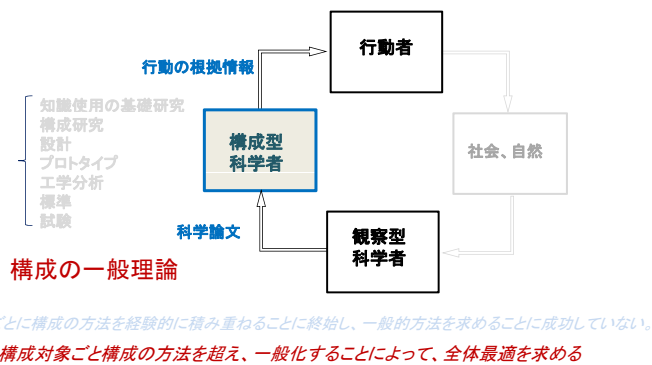 行動者
行動の根拠情報
知識使用の基礎研究
構成研究
設計
プロトタイプ
工学分析
標準
試験
構成型
科学者
社会、自然
科学論文
観察型
科学者
構成の一般理論
ごとに構成の方法を経験的に積み重ねることに終始し、一般的方法を求めることに成功していない。
構成対象ごと構成の方法を超え、一般化することによって、全体最適を求める